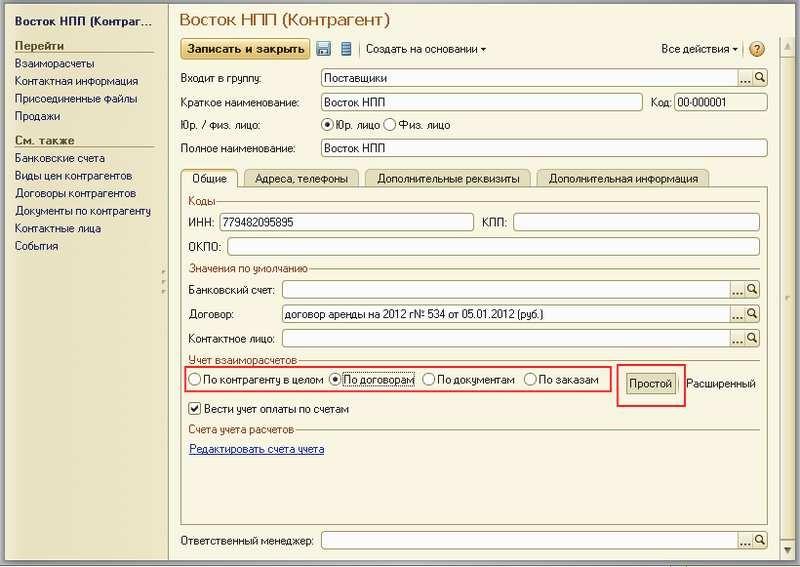 Восток НПП (Контраг...
Перейти
Взаиморасчеты
Контактная информация
Присоединенные файлы
Продажи
См. также
Банковские счета
Виды цен контрагентов
Договоры контрагентов
Документы по контрагенту
Контактные лица
События
Восток НПП (Контрагент)
Записать и закрыть Создать на основании Все действия ?
Входит в группу: Поставщики ...
Краткое наименование: Восток НПП Код: 00-000001
Юр. / физ. лицо: Юр. лицо Физ. лицо
Полное наименование: Восток НПП
Общие Адреса, телефоны Дополнительные реквизиты Дополнительная информация
Коды
ИНН: 779482095895 КПП:
ОКПО:
Значения по умолчанию
Банковский счет: ...
Договор: договор аренды на 2012 г№ 534 от 05.01.2012 (руб.) ...
Контактное лицо: ...
Учет взаиморасчетов
По контрагенту в целом По договорам По документам По заказам Простой Расширенный
Вести учет оплаты по счетам
Счета учета расчетов
Редактировать счета учета
Ответственный менеджер: ...